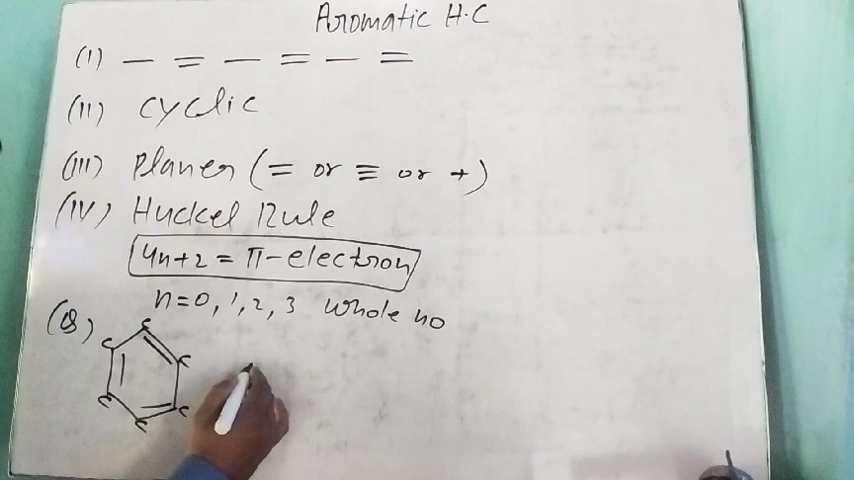 Aromatic H.C
(I) — = — = — =
(II) cyclic
(III) Planer (= or ≡ or +)
(IV) Huckel Rule
4n+2 = π-electron
n=0, 1, 2, 3 whole no
(Q)
C
C C
C C
C